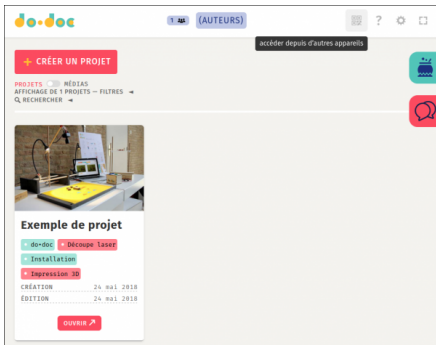 do•doc
1 (AUTEURS) ?
accéder depuis d'autres appareils
+ CRÉER UN PROJET
PROJETS MÉDIAS
AFFICHAGE DE 1 PROJETS — FILTRES ◄
RECHERCHER ◄
Exemple de projet
do•doc Découpe laser
Installation
Impression 3D
CRÉATION 24 mai 2018
ÉDITION 24 mai 2018
OUVRIR ↗